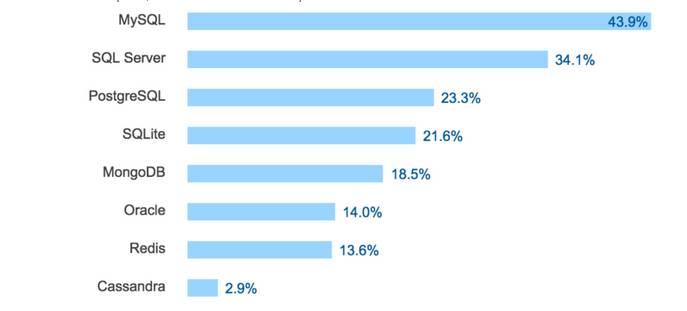 MySQL 43.9%
SQL Server 34.1%
PostgreSQL 23.3%
SQLite 21.6%
MongoDB 18.5%
Oracle 14.0%
Redis 13.6%
Cassandra 2.9%